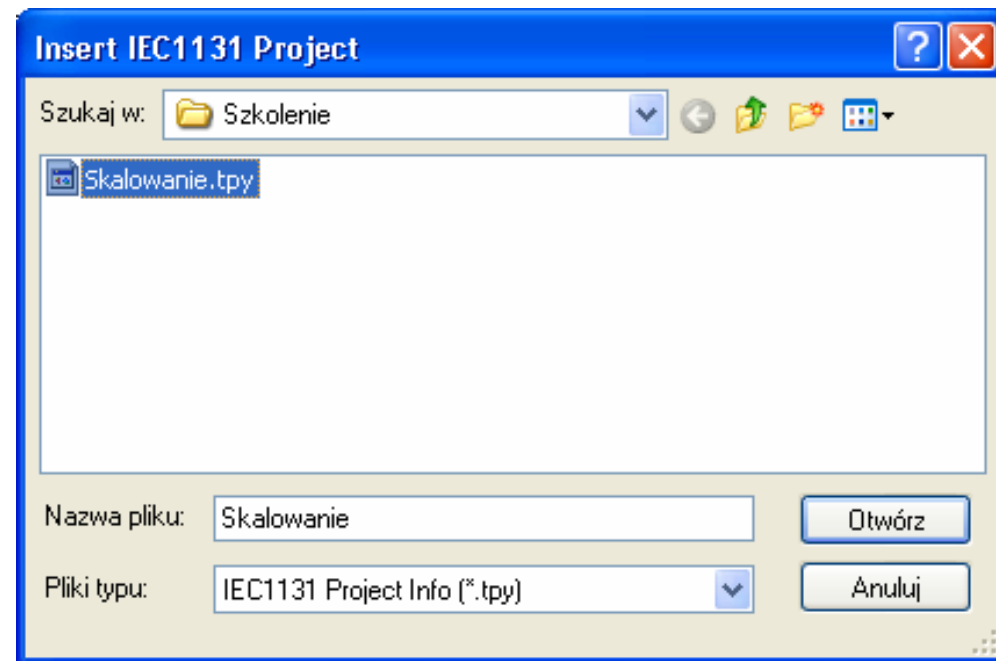 Insert IEC1131 Project
Szukaj w: Szkolenie
Skalowanie.tpy
Nazwa pliku: Skalowanie Otwórz
Pliki typu: IEC1131 Project Info (*.tpy) Anuluj